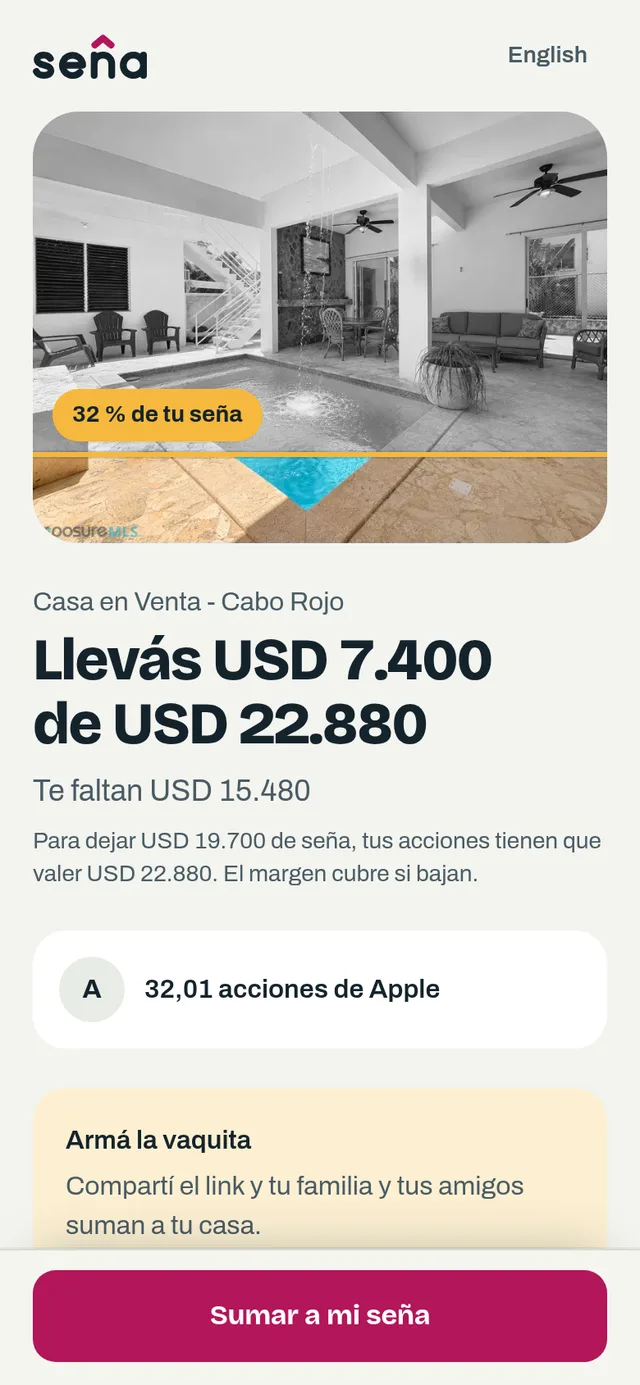 seña
English
32 % de tu seña
MLS
Casa en Venta - Cabo Rojo
Llevás USD 7.400
de USD 22.880
Te faltan USD 15.480
Para dejar USD 19.700 de seña, tus acciones tienen que
valer USD 22.880. El margen cubre si bajan.
A
32,01 acciones de Apple
Armá la vaquita
Compartí el link y tu familia y tus amigos
suman a tu casa.
Sumar a mi seña